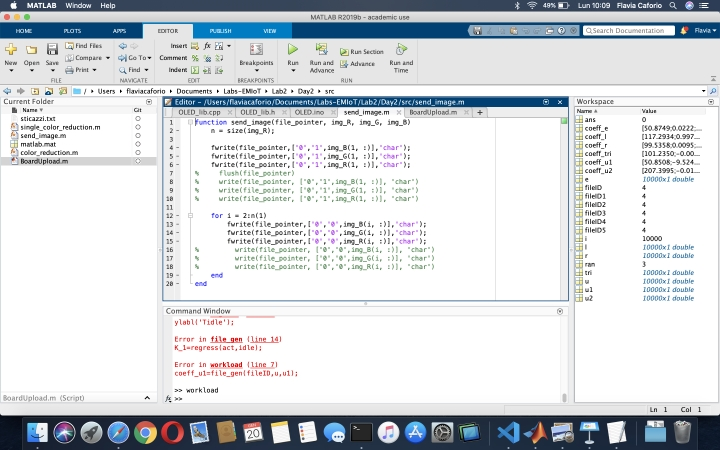 MATLAB Window Help
49% Lun 10:09 Flavia Caforio
MATLAB R2019b - academic use
HOME PLOTS APPS EDITOR PUBLISH VIEW
Search Documentation
Flavia
New Open Save
Find Files
Compare
Print
Go To
Find
Insert
Comment
Indent
Breakpoints
Run
Run and Advance
Run Section
Advance
Run and Time
FILE NAVIGATE EDIT BREAKPOINTS RUN
/ Users flaviacaforio Documents Labs-EMIoT Lab2 Day2 src
Current Folder
Name Git
sticazzi.txt
single_color_reduction.m
send_image.m
matlab.mat
color_reduction.m
BoardUpload.m
BoardUpload.m (Script)
Editor - /Users/flaviacaforio/Documents/Labs-EMIoT/Lab2/Day2/src/send_image.m
OLED_lib.cpp OLED_lib.h OLED.ino send_image.m BoardUpload.m +
1 function send_image(file_pointer, img_R, img_G, img_B)
2 n = size(img_R);
3
4 fwrite(file_pointer,['0','1',img_B(1, :)],'char');
5 fwrite(file_pointer,['0','1',img_G(1, :)],'char');
6 fwrite(file_pointer,['0','1',img_R(1, :)],'char');
7 % flush(file_pointer)
8 % write(file_pointer, ['0','1',img_B(1, :)], 'char')
9 % write(file_pointer, ['0','1',img_G(1, :)], 'char')
10 % write(file_pointer, ['0','1',img_R(1, :)], 'char')
11
12 for i = 2:n(1)
13 fwrite(file_pointer,['0','0',img_B(i, :)],'char');
14 fwrite(file_pointer,['0','0',img_G(i, :)],'char');
15 fwrite(file_pointer,['0','0',img_R(i, :)],'char');
16 % write(file_pointer, ['0','0',img_B(i, :)], 'char')
17 % write(file_pointer, ['0','0',img_G(i, :)], 'char')
18 % write(file_pointer, ['0','0',img_R(i, :)], 'char')
19 end
20 end
Command Window
ylabl('Tidle');
Error in file_gen (line 14)
K_1=regress(act,idle);
Error in workload (line 7)
coeff_u1=file_gen(fileID,u,u1);
>> workload
fx >>
Workspace
Name Value
ans 0
coeff_e [50.8749;0.0222;...
coeff_l [117.2934;0.997...
coeff_r [99.5358;0.0095;...
coeff_tri [101.2350;-0.00...
coeff_u1 [50.8508;-9.524...
coeff_u2 [207.3995;-0.01...
e 10000x1 double
fileID 4
fileID1 4
fileID2 4
fileID3 4
fileID4 4
fileID5 4
i 10000
l 10000x1 double
r 10000x1 double
ran 3
tri 10000x1 double
u 10000x1 double
u1 10000x1 double
u2 10000x1 double
Ln 1 Col 1
20